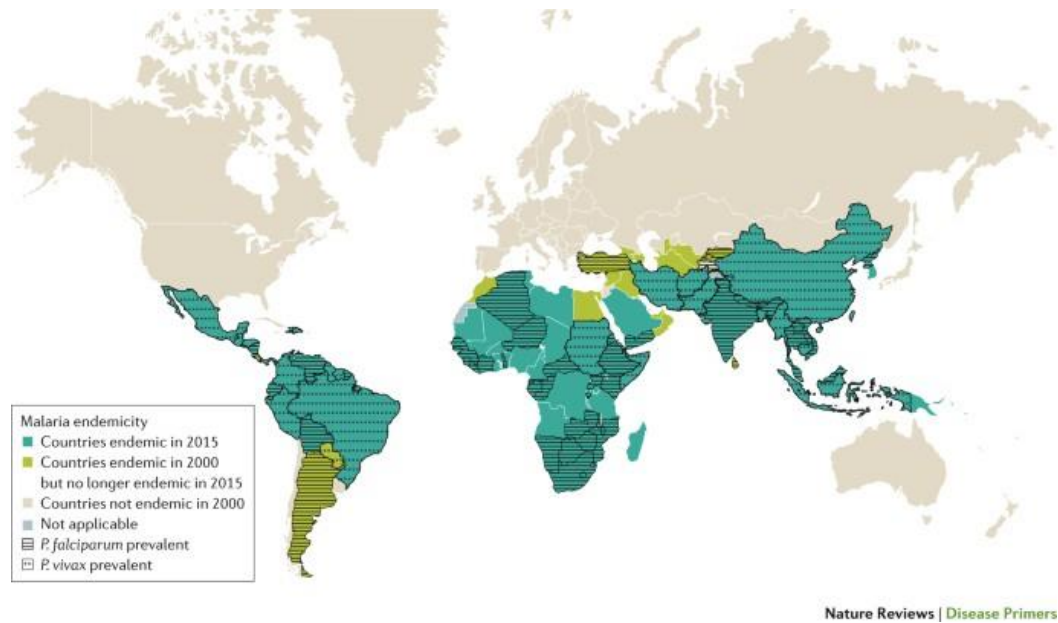 Malaria endemicity
Countries endemic in 2015
Countries endemic in 2000
but no longer endemic in 2015
Countries not endemic in 2000
Not applicable
P. falciparum prevalent
P. vivax prevalent
Nature Reviews | Disease Primers